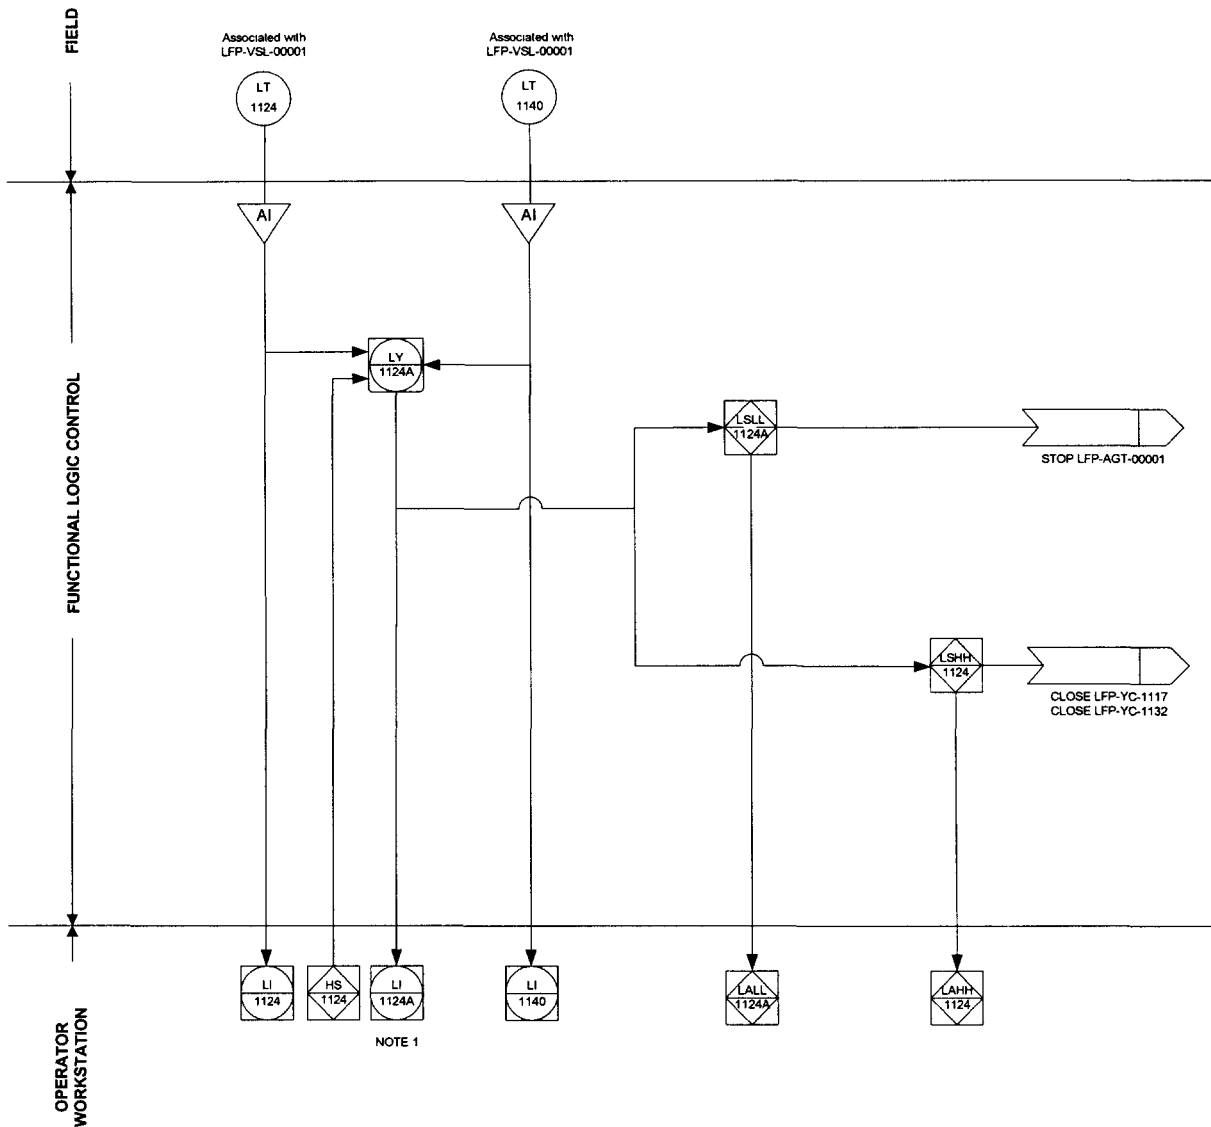 FIELD
Associated with
LFP-VSL-00001
LT
1124
Associated with
LFP-VSL-00001
LT
1140
AI
AI
FUNCTIONAL LOGIC CONTROL
LY
1124A
LSLL
1124A
STOP LFP-AGT-00001
LSHH
1124
CLOSE LFP-YC-1117
CLOSE LFP-YC-1132
OPERATOR
WORKSTATION
LI
1124
HS
1124
LI
1124A
NOTE 1
LI
1140
LALL
1124A
LAHH
1124